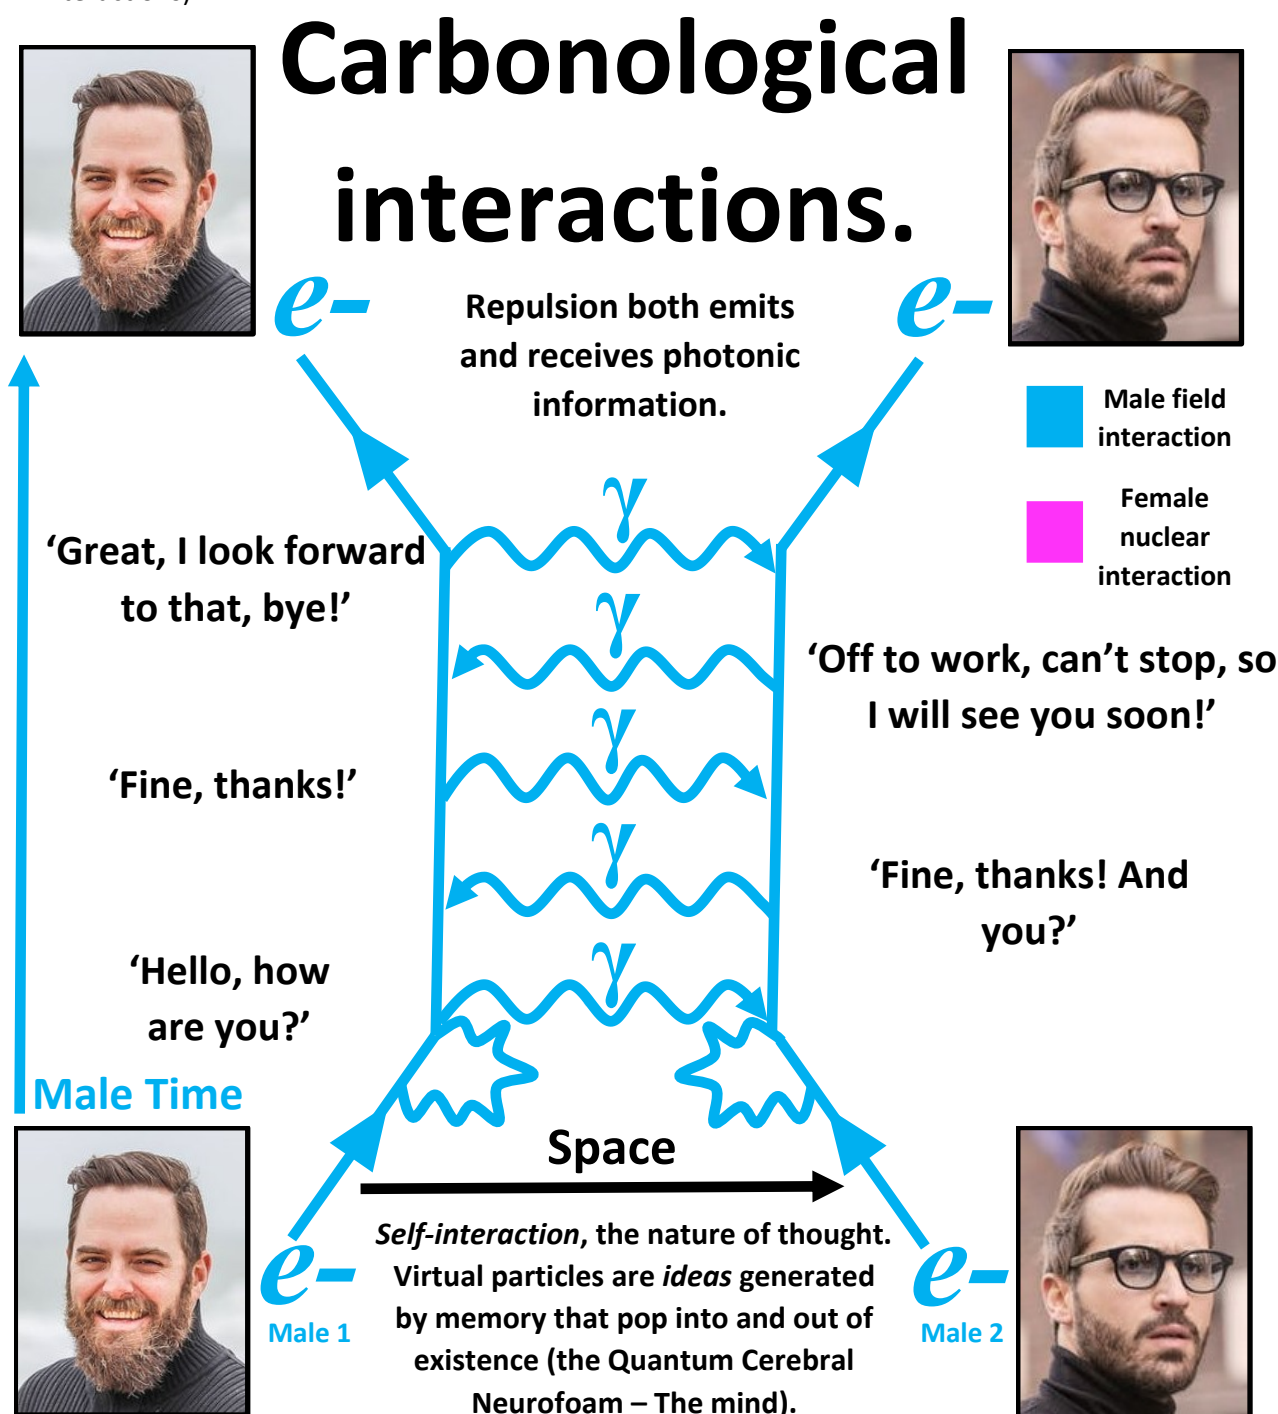 Carbonological
interactions.
e-
e-
Repulsion both emits
and receives photonic
information.
Male field
interaction
Female
nuclear
interaction
γ
‘Great, I look forward
to that, bye!’
γ
‘Off to work, can’t stop, so
I will see you soon!’
γ
‘Fine, thanks!’
γ
‘Fine, thanks! And
you?’
γ
‘Hello, how
are you?’
Male Time
Space
Self-interaction, the nature of thought.
Virtual particles are ideas generated
by memory that pop into and out of
existence (the Quantum Cerebral
Neurofoam – The mind).
e-
Male 1
e-
Male 2